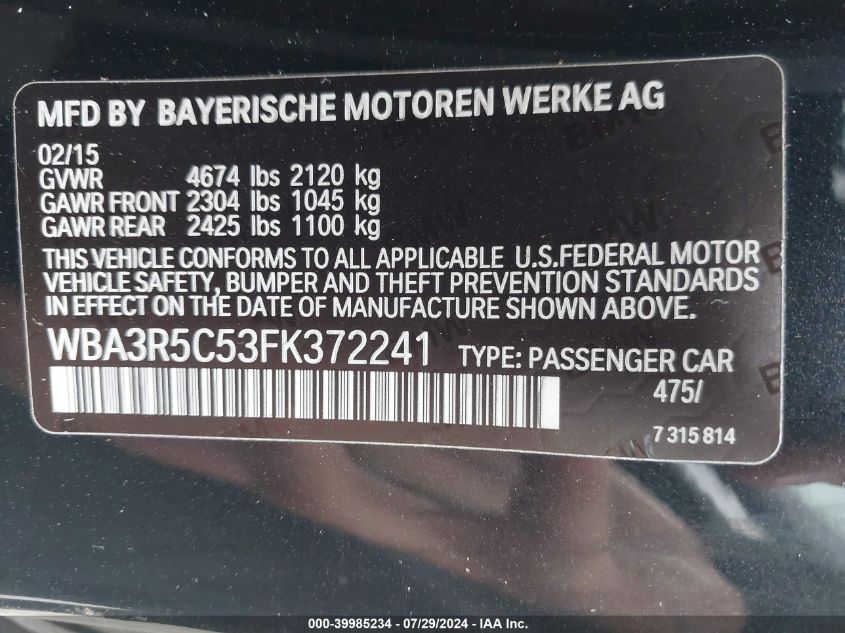 MFD BY BAYERISCHE MOTOREN WERKE AG
02/15
GVWR 4674 lbs 2120 kg
GAWR FRONT 2304 lbs 1045 kg
GAWR REAR 2425 lbs 1100 kg
THIS VEHICLE CONFORMS TO ALL APPLICABLE U.S.FEDERAL MOTOR
VEHICLE SAFETY, BUMPER AND THEFT PREVENTION STANDARDS
IN EFFECT ON THE DATE OF MANUFACTURE SHOWN ABOVE.
WBA3R5C53FK372241 TYPE: PASSENGER CAR
475/
7 315 814
000-39985234 - 07/29/2024 - IAA Inc.